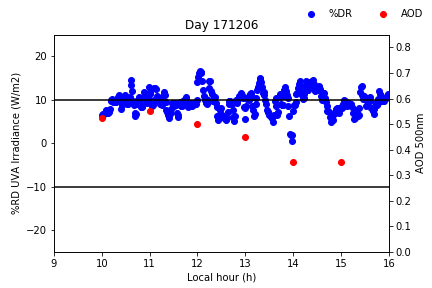 %DR AOD
Day 171206
%RD UVA Irradiance (W/m2)
20
10
0
−10
−20
0.8
0.7
0.6
0.5
0.4
0.3
0.2
0.1
0.0
AOD 500nm
9 10 11 12 13 14 15 16
Local hour (h)